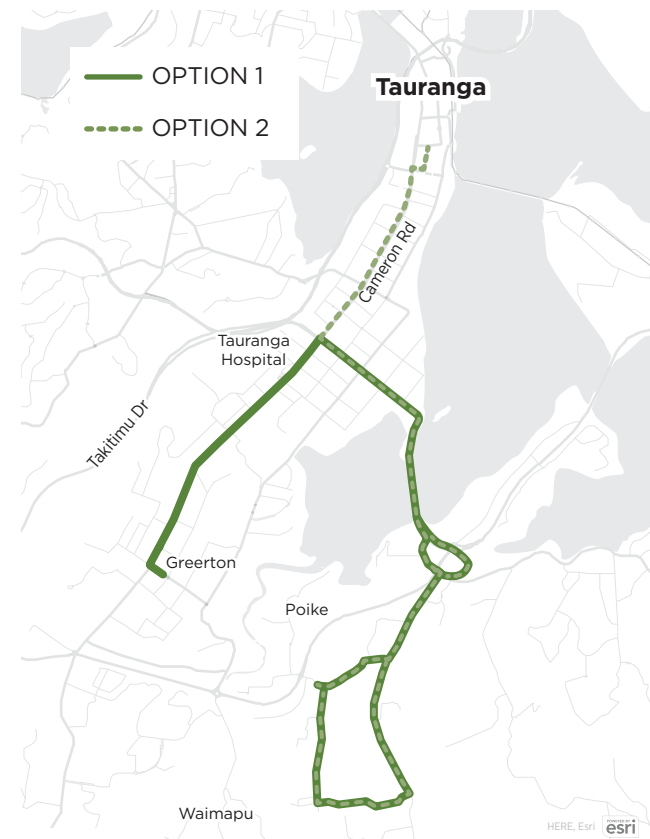 OPTION 1
OPTION 2
Tauranga
Cameron Rd
Tauranga
Hospital
Takitimu Dr
Greerton
Poike
Waimapu
HERE, Esri
POWERED BY
esri